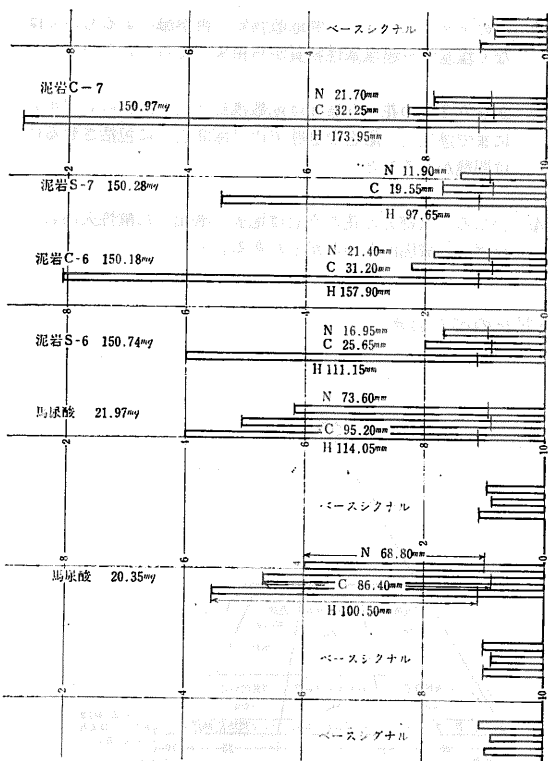 ベースシクナル
泥岩C-7
150.97mg
N 21.70mm
C 32.25mm
H 173.95mm
泥岩S-7 150.28mg
N 11.90mm
C 19.55mm
H 97.65mm
泥岩C-6 150.18mg
N 21.40mm
C 31.20mm
H 157.90mm
泥岩S-6 150.74mg
N 16.95mm
C 25.60mm
H 111.15mm
馬尿酸 21.97mg
N 73.60mm
C 95.20mm
H 114.05mm
ベースシクナル
馬尿酸 20.35mg
N 68.80mm
C 86.40mm
H 100.50mm
ベースシグナル
ベースシグナル